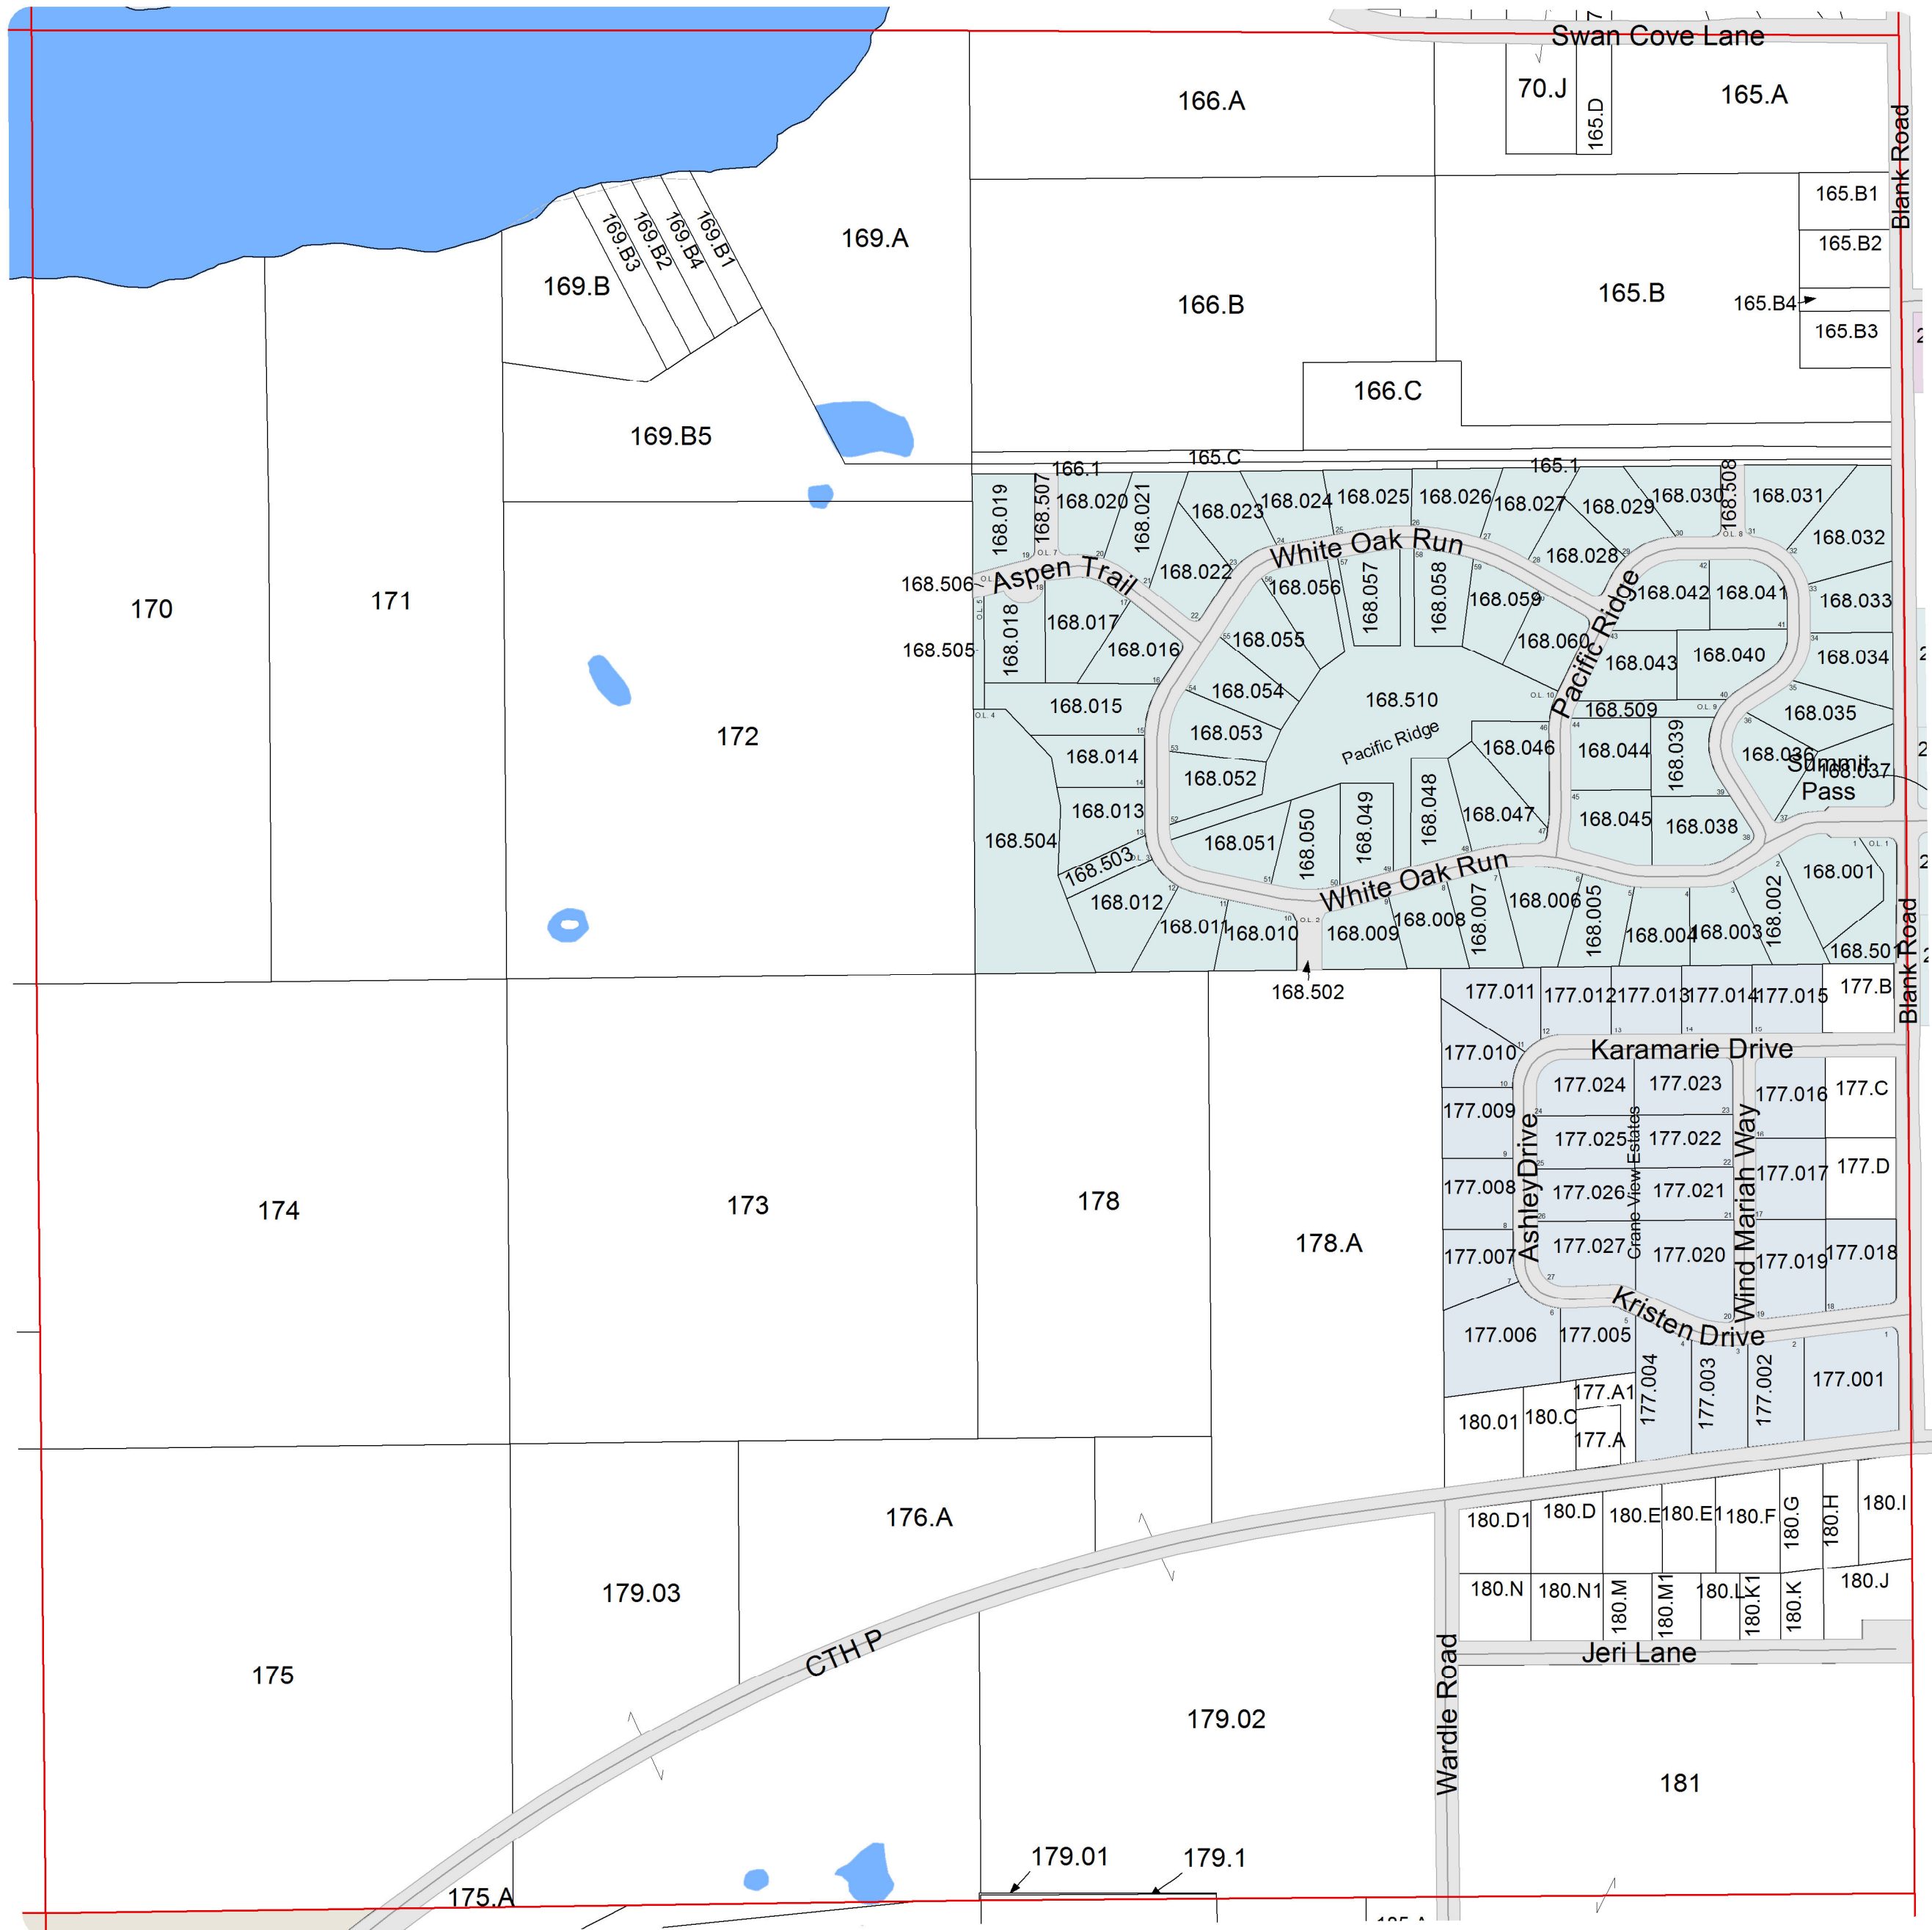 Swan Cove Lane
166.A
70.J
165.D
165.A
Blank Road
165.B1
165.B2
165.B4
165.B3
165.B
166.B
166.C
169.A
169.B
169.B3
169.B2
169.B4
169.B1
169.B5
165.C
166.1
165.1
170
171
172
168.019
168.507
168.020
168.021
168.023
168.024
168.025
168.026
168.027
168.029
168.030
168.508
168.031
168.032
168.022
White Oak Run
168.028
Aspen Trail
168.506
168.505
168.018
168.017
168.016
168.056
168.057
168.058
168.059
168.060
168.055
168.054
168.053
168.052
168.015
168.014
168.013
168.504
168.503
168.012
168.011
168.010
168.502
168.009
168.008
168.007
168.006
168.005
168.004
168.003
168.002
168.001
168.501
168.051
168.050
168.049
168.048
168.047
168.046
168.510
Pacific Ridge
Pacific Ridge
168.042
168.041
168.033
168.043
168.040
168.034
168.509
168.035
168.044
168.039
168.036
168.037
Summit
Pass
168.045
168.038
White Oak Run
O.L. 7
O.L. 8
O.L. 5
O.L. 4
O.L. 10
O.L. 9
O.L. 3
O.L. 2
O.L. 1
Blank Road
177.011
177.012
177.013
177.014
177.015
177.B
Karamarie Drive
177.010
177.009
177.008
177.007
177.006
177.005
177.024
177.023
177.025
177.022
177.026
177.021
177.027
177.020
Crane View Estates
Ashley Drive
Wind Mariah Way
177.016
177.C
177.017
177.D
177.019
177.018
Kristen Drive
177.004
177.003
177.002
177.001
177.A1
177.A
180.01
180.C
174
173
178
178.A
176.A
179.03
175
175.A
CTH P
179.02
179.01
179.1
Wardle Road
180.D1
180.D
180.E
180.E1
180.F
180.G
180.H
180.I
180.N
180.N1
180.M
180.M1
180.L
180.K1
180.K
180.J
Jeri Lane
181